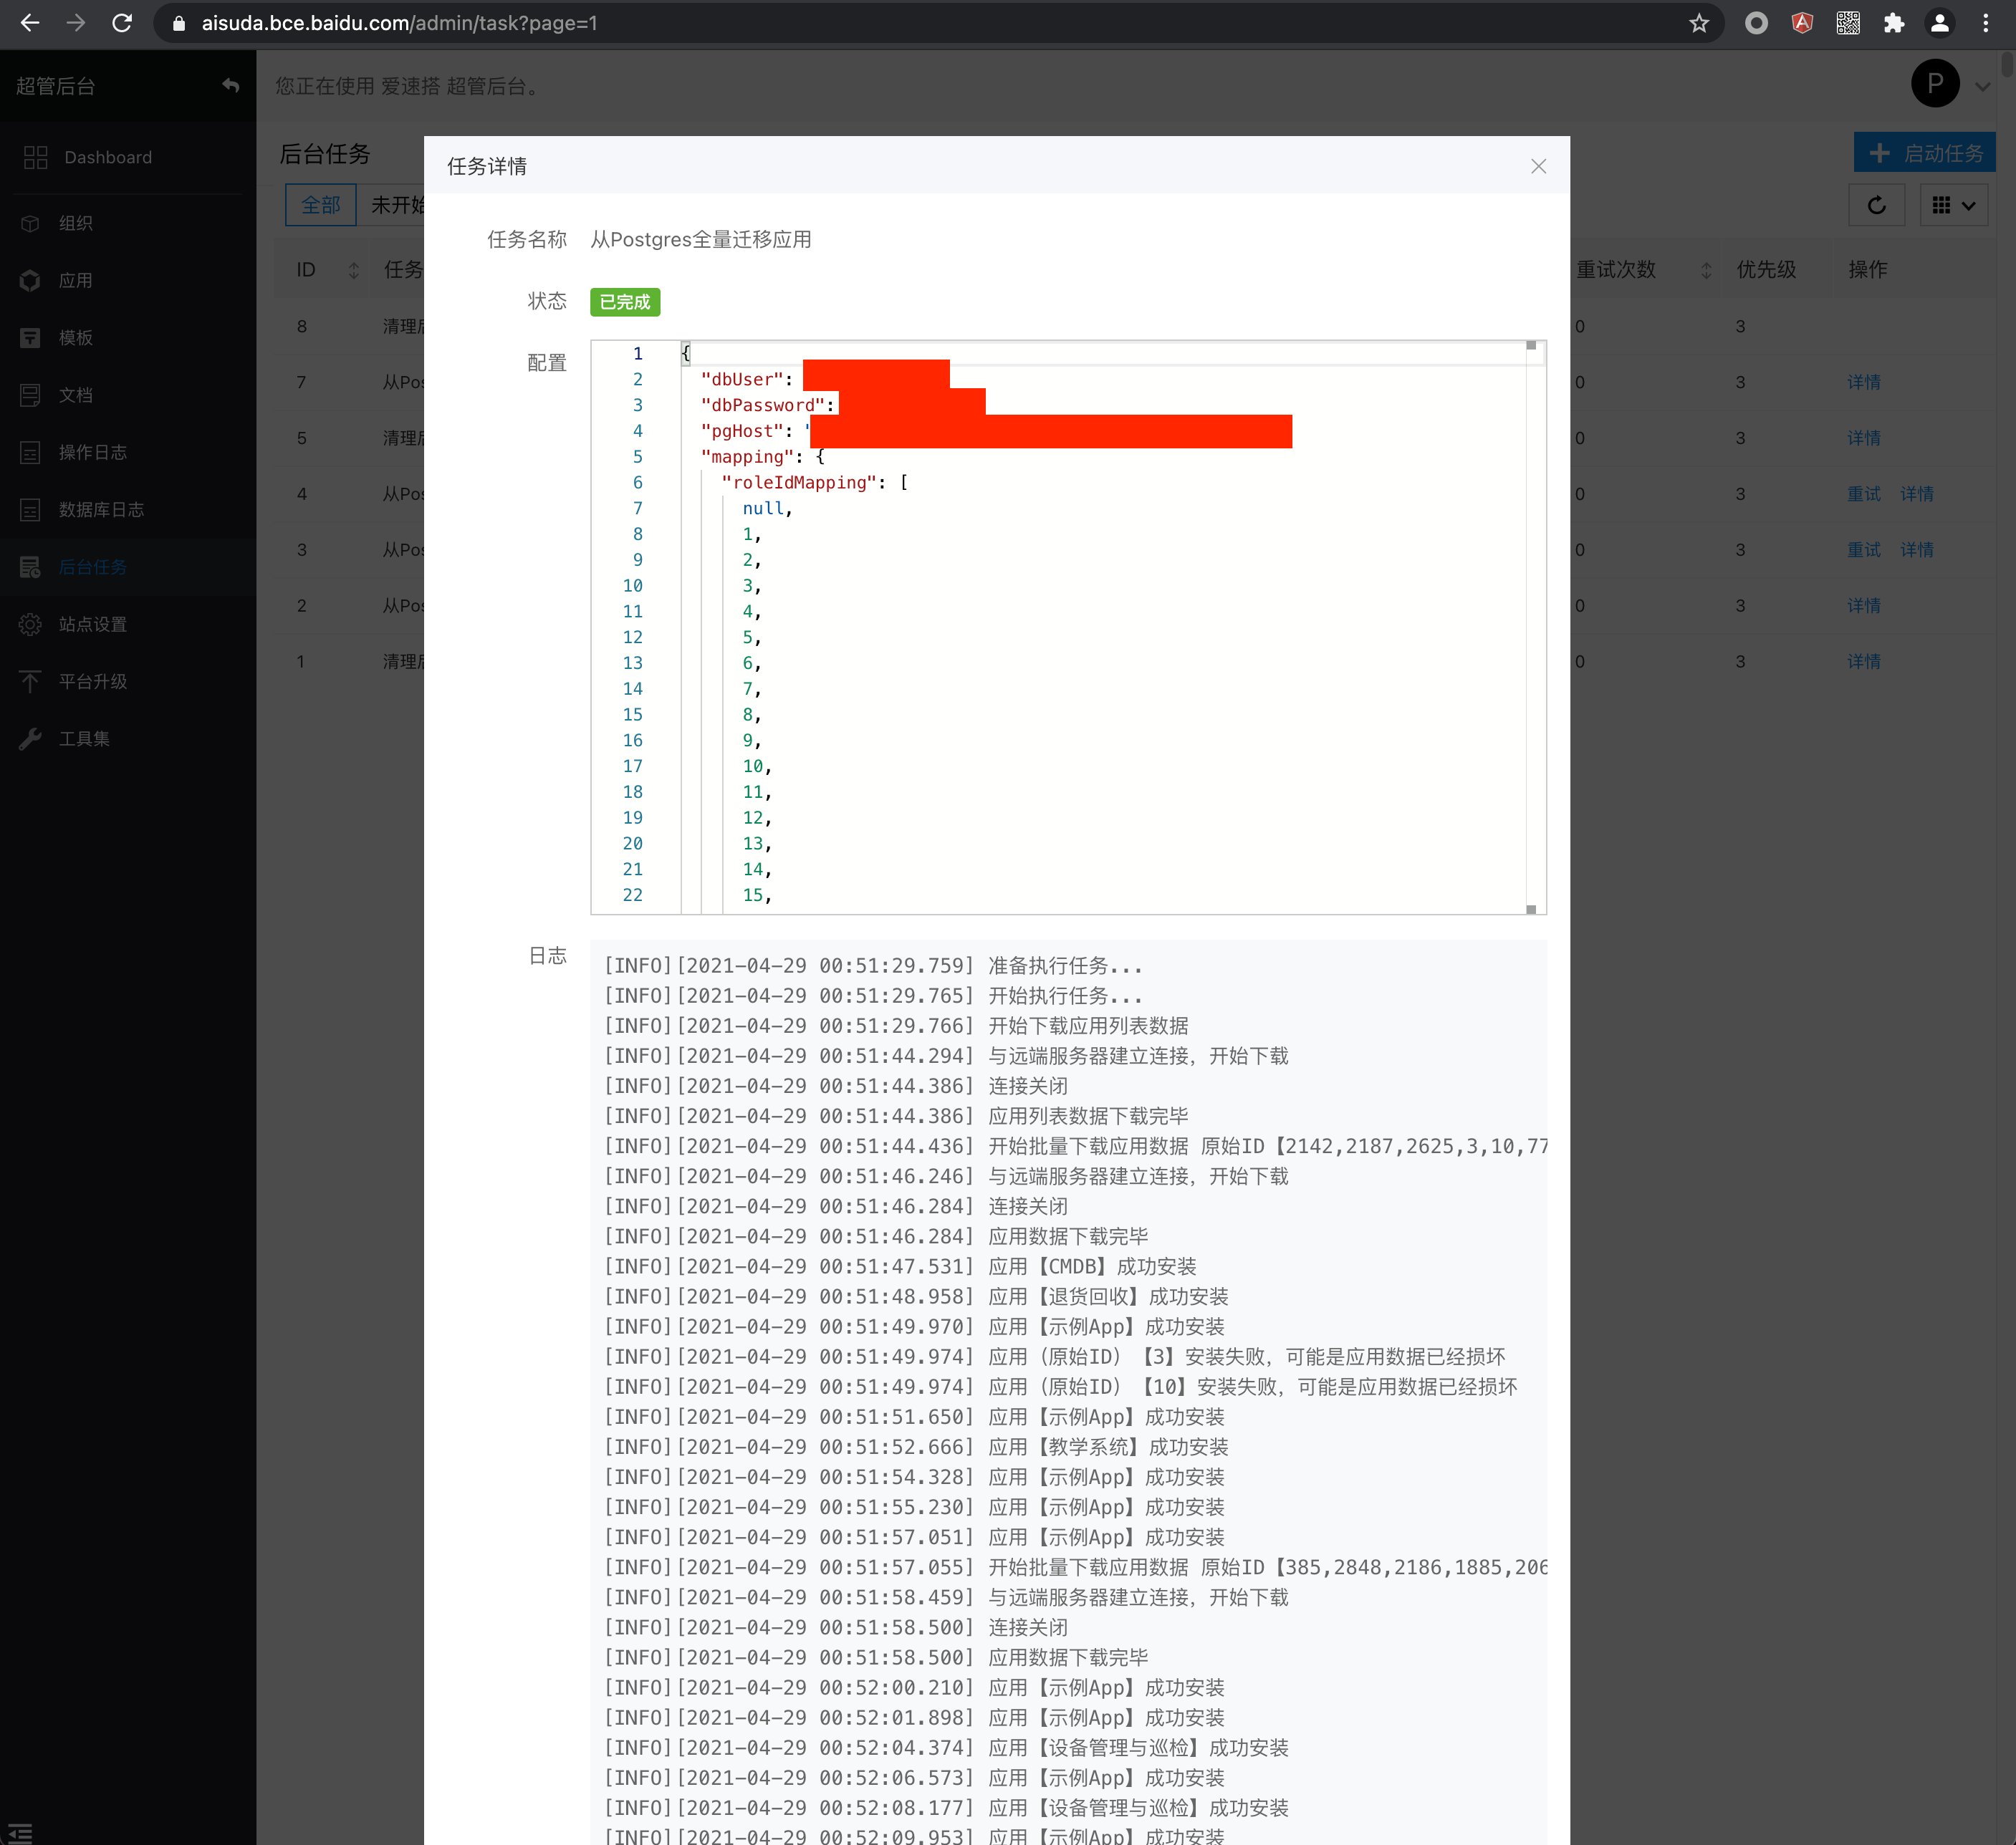 aisuda.bce.baidu.com/admin/task?page=1
超管后台
您正在使用 爱速搭 超管后台。
P
Dashboard
组织
应用
模板
文档
操作日志
数据库日志
后台任务
站点设置
平台升级
工具集
后台任务
启动任务
全部 未开始
ID 任务 重试次数 优先级 操作
8 清理后 0 3
7 从Pos 0 3 详情
5 清理后 0 3 详情
4 从Pos 0 3 重试 详情
3 从Pos 0 3 重试 详情
2 从Pos 0 3 详情
1 清理后 0 3 详情
任务详情
任务名称 从Postgres全量迁移应用
状态 已完成
配置
1 {
2 "dbUser":
3 "dbPassword":
4 "pgHost": "
5 "mapping": {
6 "roleIdMapping": [
7 null,
8 1,
9 2,
10 3,
11 4,
12 5,
13 6,
14 7,
15 8,
16 9,
17 10,
18 11,
19 12,
20 13,
21 14,
22 15,
日志
[INFO][2021-04-29 00:51:29.759] 准备执行任务...
[INFO][2021-04-29 00:51:29.765] 开始执行任务...
[INFO][2021-04-29 00:51:29.766] 开始下载应用列表数据
[INFO][2021-04-29 00:51:44.294] 与远端服务器建立连接，开始下载
[INFO][2021-04-29 00:51:44.386] 连接关闭
[INFO][2021-04-29 00:51:44.386] 应用列表数据下载完毕
[INFO][2021-04-29 00:51:44.436] 开始批量下载应用数据 原始ID【2142,2187,2625,3,10,77
[INFO][2021-04-29 00:51:46.246] 与远端服务器建立连接，开始下载
[INFO][2021-04-29 00:51:46.284] 连接关闭
[INFO][2021-04-29 00:51:46.284] 应用数据下载完毕
[INFO][2021-04-29 00:51:47.531] 应用【CMDB】成功安装
[INFO][2021-04-29 00:51:48.958] 应用【退货回收】成功安装
[INFO][2021-04-29 00:51:49.970] 应用【示例App】成功安装
[INFO][2021-04-29 00:51:49.974] 应用（原始ID）【3】安装失败，可能是应用数据已经损坏
[INFO][2021-04-29 00:51:49.974] 应用（原始ID）【10】安装失败，可能是应用数据已经损坏
[INFO][2021-04-29 00:51:51.650] 应用【示例App】成功安装
[INFO][2021-04-29 00:51:52.666] 应用【教学系统】成功安装
[INFO][2021-04-29 00:51:54.328] 应用【示例App】成功安装
[INFO][2021-04-29 00:51:55.230] 应用【示例App】成功安装
[INFO][2021-04-29 00:51:57.051] 应用【示例App】成功安装
[INFO][2021-04-29 00:51:57.055] 开始批量下载应用数据 原始ID【385,2848,2186,1885,206
[INFO][2021-04-29 00:51:58.459] 与远端服务器建立连接，开始下载
[INFO][2021-04-29 00:51:58.500] 连接关闭
[INFO][2021-04-29 00:51:58.500] 应用数据下载完毕
[INFO][2021-04-29 00:52:00.210] 应用【示例App】成功安装
[INFO][2021-04-29 00:52:01.898] 应用【示例App】成功安装
[INFO][2021-04-29 00:52:04.374] 应用【设备管理与巡检】成功安装
[INFO][2021-04-29 00:52:06.573] 应用【示例App】成功安装
[INFO][2021-04-29 00:52:08.177] 应用【设备管理与巡检】成功安装
[INFO][2021-04-29 00:52:09.953] 应用【示例App】成功安装